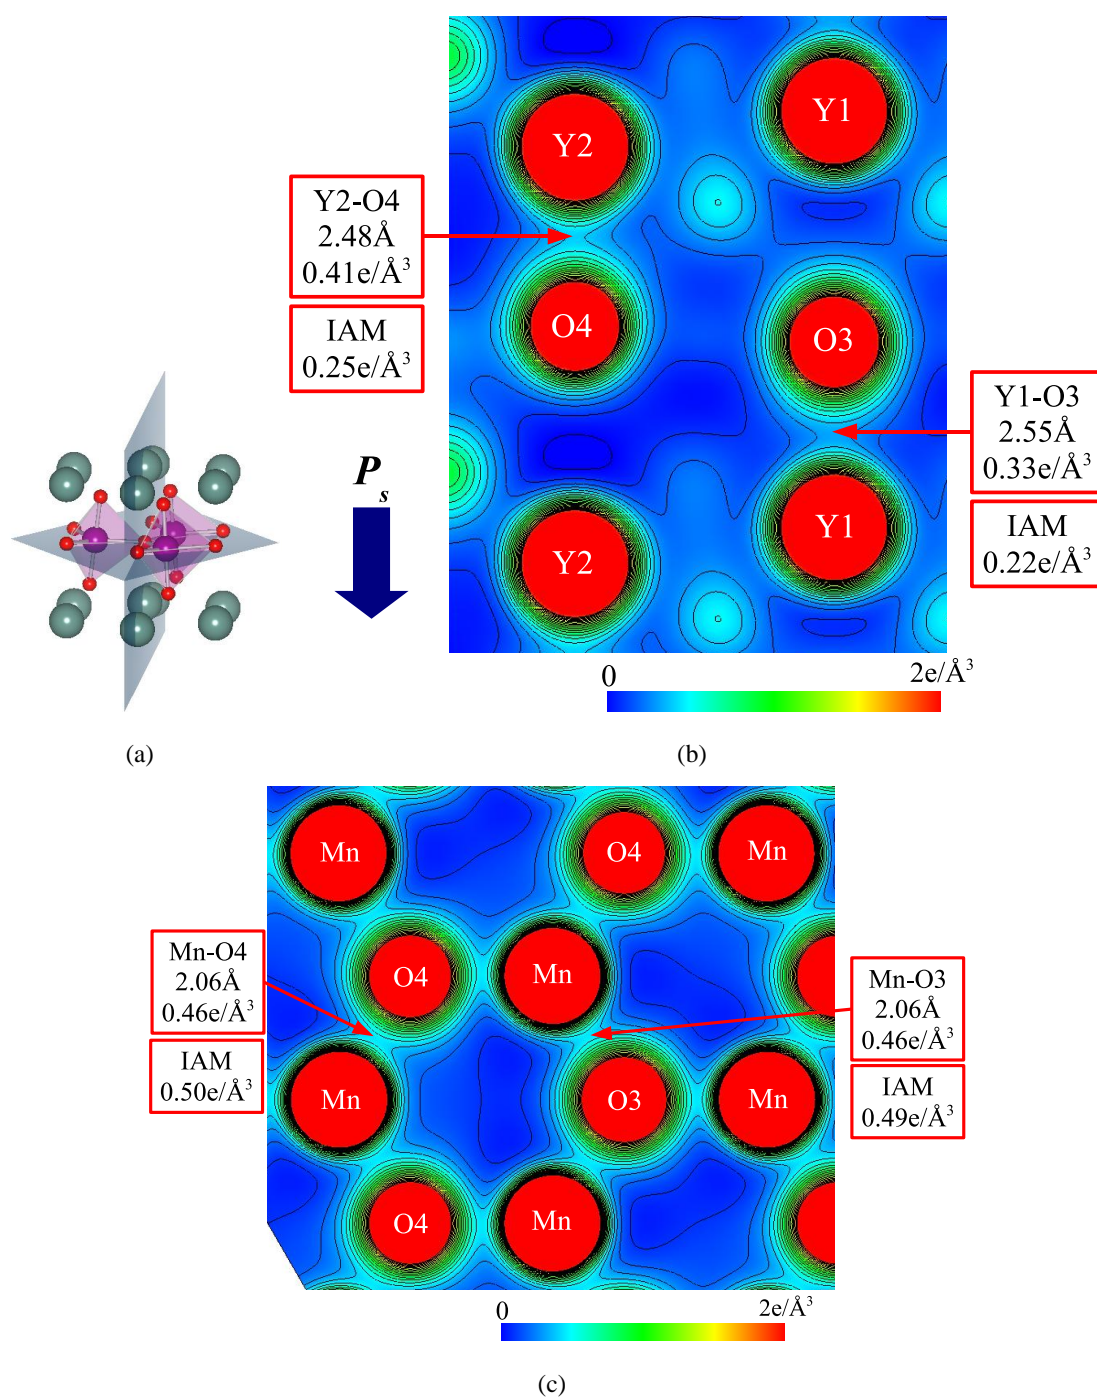 Y2
Y1
Y2-O4
2.48Å
0.41e/Å³
IAM
0.25e/Å³
O4
O3
Y1-O3
2.55Å
0.33e/Å³
IAM
0.22e/Å³
Pₛ
Y2
Y1
0
2e/Å³
(a)
(b)
Mn
O4
Mn
Mn-O4
2.06Å
0.46e/Å³
IAM
0.50e/Å³
O4
Mn
Mn-O3
2.06Å
0.46e/Å³
IAM
0.49e/Å³
Mn
O3
Mn
O4
Mn
0
2e/Å³
(c)